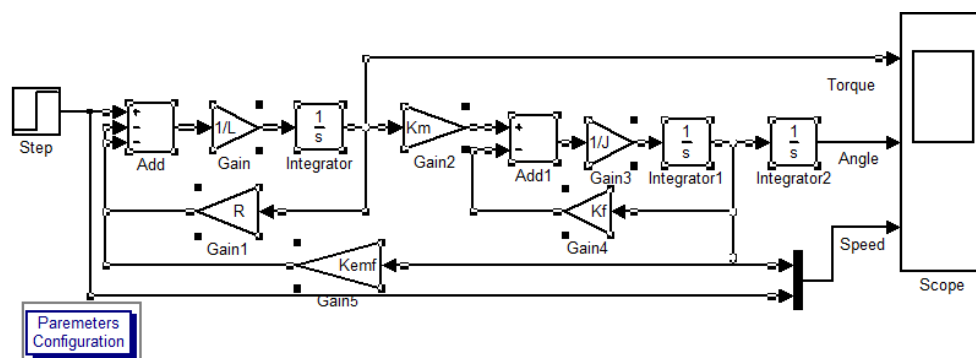 Step
+
−
−
Add
1/L
Gain
1
s
Integrator
Km
Gain2
+
−
Add1
1/J
Gain3
1
s
Integrator1
1
s
Integrator2
Torque
Angle
Speed
Scope
R
Gain1
Kf
Gain4
Kemf
Gain5
Paremeters
Configuration